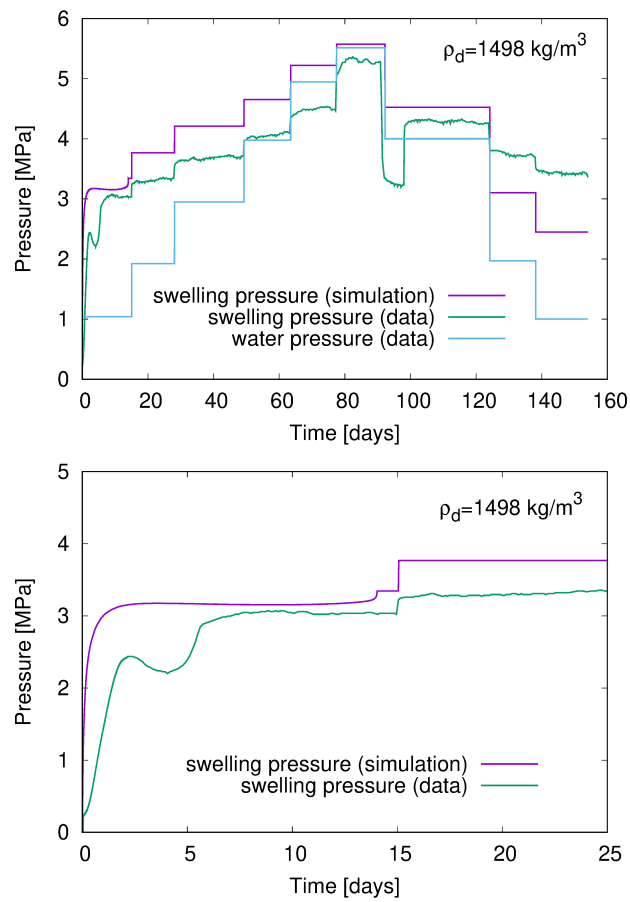 6
5
4
3
2
1
0
Pressure [MPa]
ρd=1498 kg/m3
swelling pressure (simulation)
swelling pressure (data)
water pressure (data)
0 20 40 60 80 100 120 140 160
Time [days]
5
4
3
2
1
0
Pressure [MPa]
ρd=1498 kg/m3
swelling pressure (simulation)
swelling pressure (data)
0 5 10 15 20 25
Time [days]